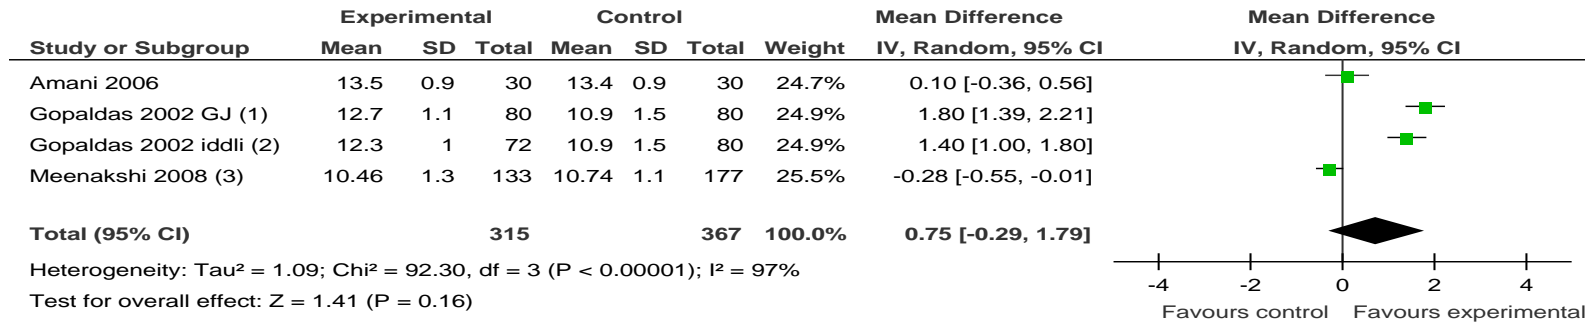 Experimental Control Mean Difference Mean Difference
Study or Subgroup Mean SD Total Mean SD Total Weight IV, Random, 95% CI IV, Random, 95% CI
Amani 2006 13.5 0.9 30 13.4 0.9 30 24.7% 0.10 [-0.36, 0.56]
Gopaldas 2002 GJ (1) 12.7 1.1 80 10.9 1.5 80 24.9% 1.80 [1.39, 2.21]
Gopaldas 2002 iddli (2) 12.3 1 72 10.9 1.5 80 24.9% 1.40 [1.00, 1.80]
Meenakshi 2008 (3) 10.46 1.3 133 10.74 1.1 177 25.5% -0.28 [-0.55, -0.01]
Total (95% CI) 315 367 100.0% 0.75 [-0.29, 1.79]
Heterogeneity: Tau² = 1.09; Chi² = 92.30, df = 3 (P < 0.00001); I² = 97%
Test for overall effect: Z = 1.41 (P = 0.16)
-4 -2 0 2 4
Favours control Favours experimental